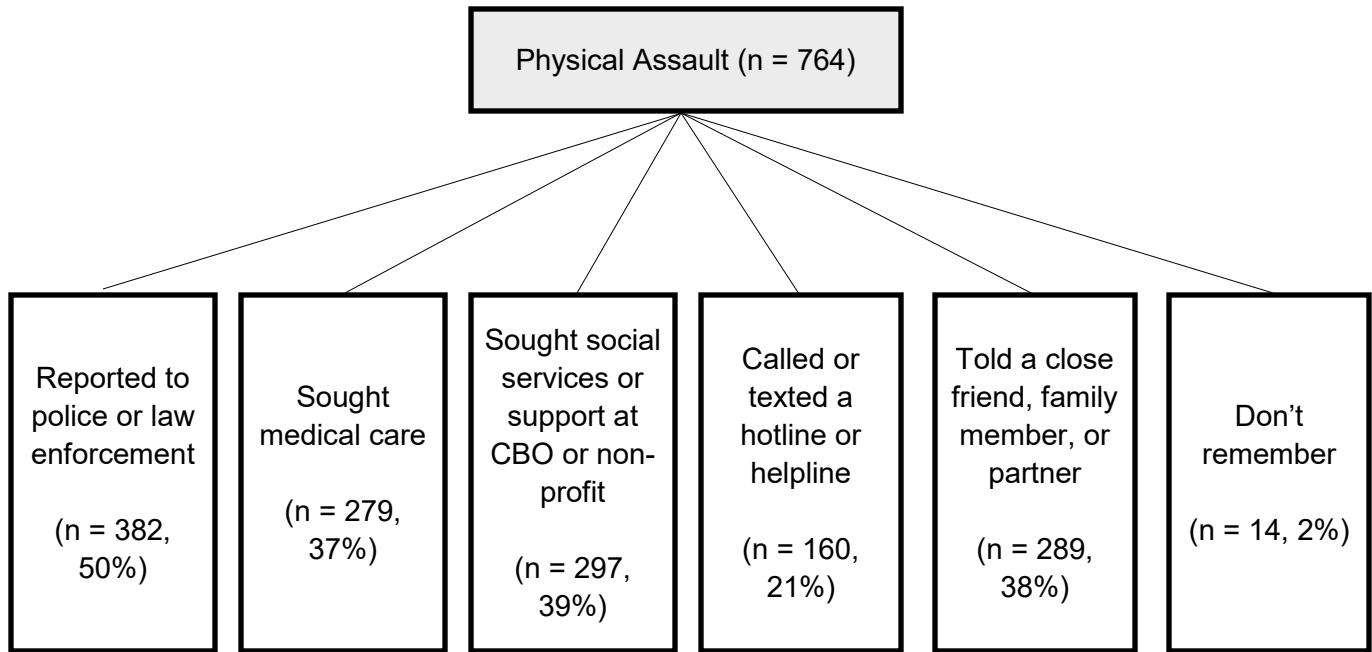 Physical Assault (n = 764)
Reported to
police or law
enforcement
(n = 382,
50%)
Sought
medical care
(n = 279,
37%)
Sought social
services or
support at
CBO or non-
profit
(n = 297,
39%)
Called or
texted a
hotline or
helpline
(n = 160,
21%)
Told a close
friend, family
member, or
partner
(n = 289,
38%)
Don’t
remember
(n = 14, 2%)